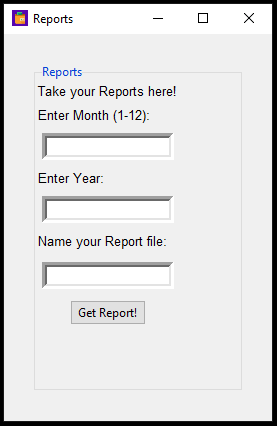 Reports
Reports
Take your Reports here!
Enter Month (1-12):
Enter Year:
Name your Report file:
Get Report!